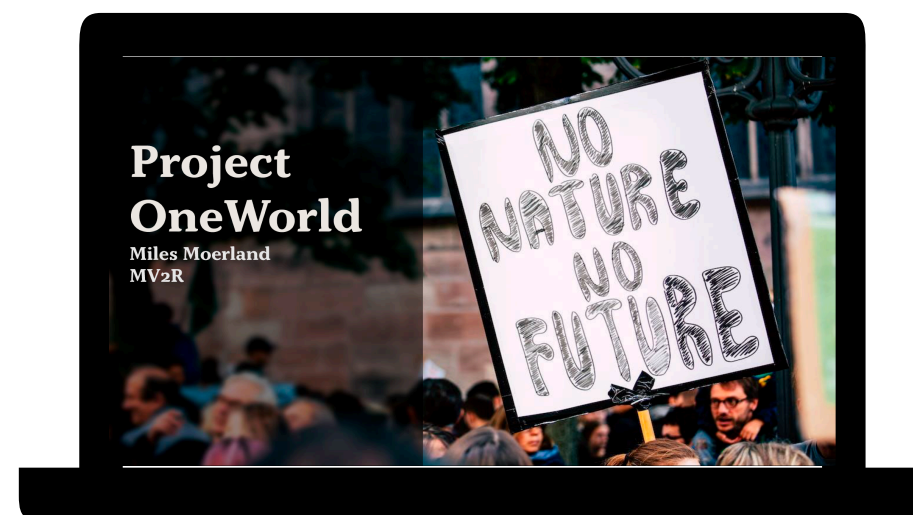 Project
OneWorld
Miles Moerland
MV2R
NO
NATURE
NO
FUTURE